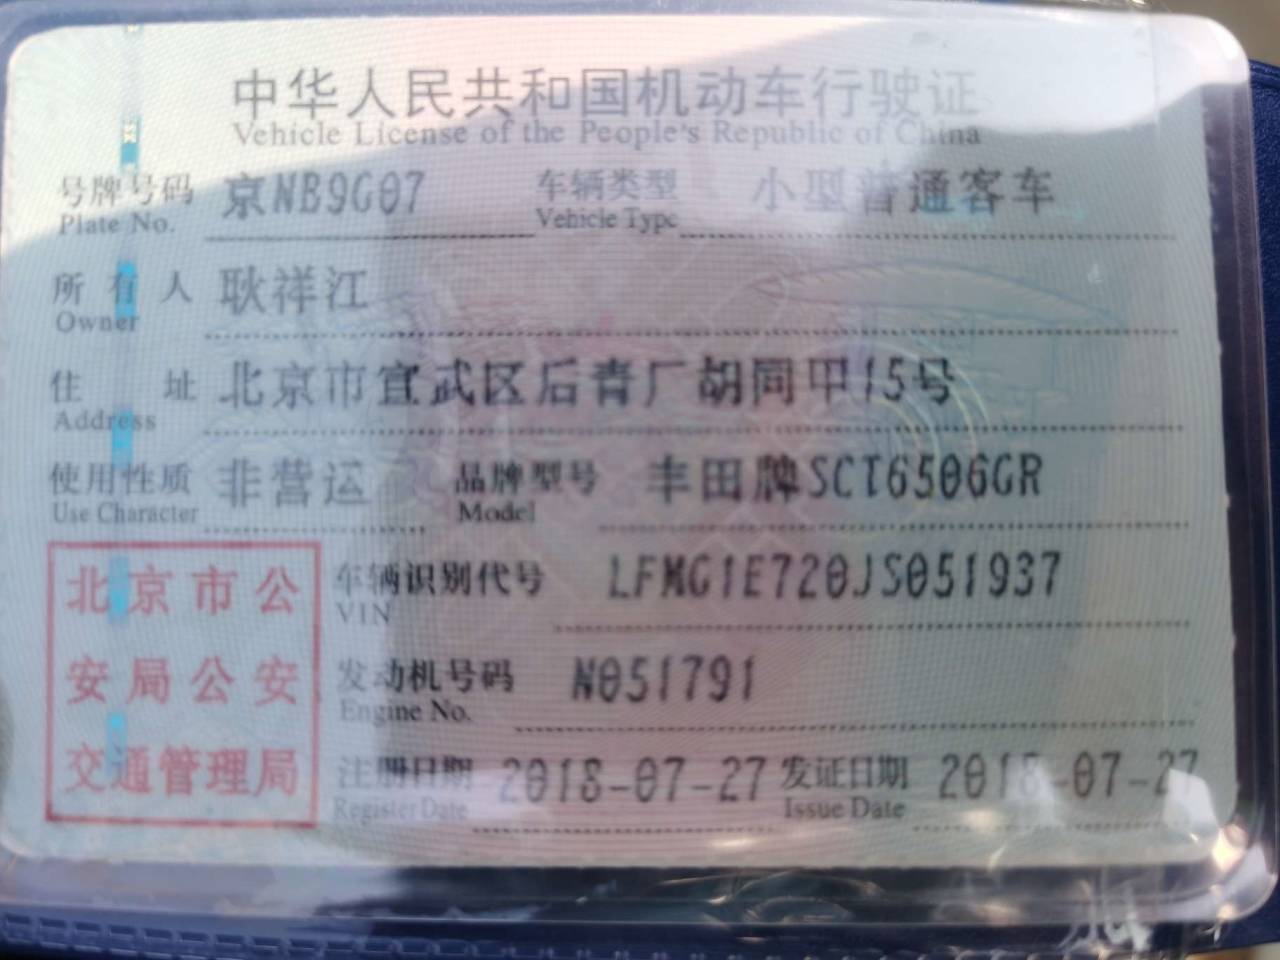 中华人民共和国机动车行驶证
Vehicle License of the People's Republic of China
号牌号码 京NB9G07 车辆类型 小型普通客车
Plate No. Vehicle Type
所有人 耿祥江
Owner
住址 北京市宣武区后青厂胡同甲15号
Address
使用性质 非营运 品牌型号 丰田牌SCT6506GR
Use Character Model
车辆识别代号 LFMG1E720JS051937
VIN
发动机号码 N051791
Engine No.
注册日期 2018-07-27 发证日期 2018-07-27
Register Date Issue Date
北京市公
安局公安
交通管理局